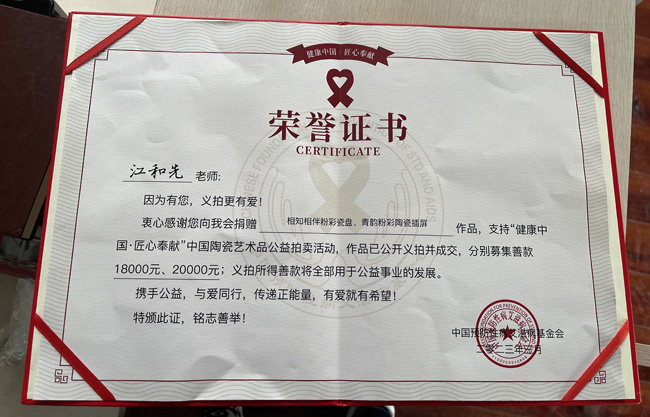 健康中国·匠心奉献
荣誉证书
CERTIFICATE
江和先 老师:
因为有您，义拍更有爱!
衷心感谢您向我会捐赠 相知相伴粉彩瓷盘、青韵粉彩陶瓷插屏 作品，支持“健康中
国·匠心奉献”中国陶瓷艺术品公益拍卖活动，作品已公开义拍并成交，分别募集善款
18000元、20000元；义拍所得善款将全部用于公益事业的发展。
携手公益，与爱同行，传递正能量，有爱就有希望!
特颁此证，铭志善举!
中国预防性病艾滋病基金会
二零二三年三月